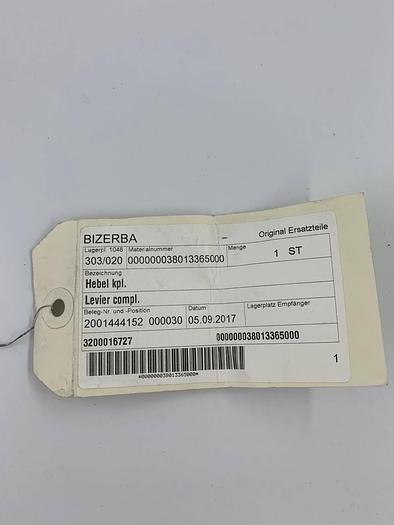 BIZERBA – Original Ersatzteile
Lagerpl. 1048 Materialnummer Menge
303/020 000000038013365000 1 ST
Bezeichnung
Hebel kpl.
Levier compl.
Beleg-Nr. und -Position Datum Lagerplatz Empfänger
2001444152 000030 05.09.2017
3200016727 000000038013365000
1
*000000038013365000*